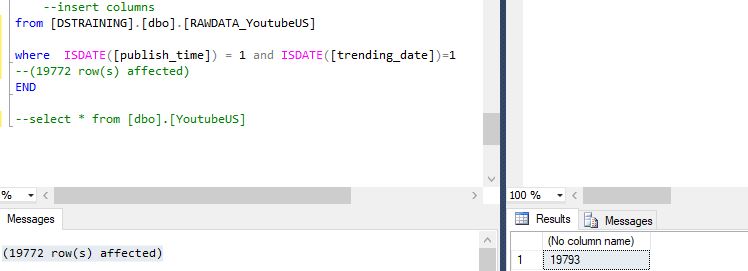 --insert columns
from [DSTRAINING].[dbo].[RAWDATA_YoutubeUS]
where  ISDATE([publish_time]) = 1 and ISDATE([trending_date])=1
--(19772 row(s) affected)
END
--select * from [dbo].[YoutubeUS]
%
Messages
(19772 row(s) affected)
100 %
Results Messages
(No column name)
1 19793